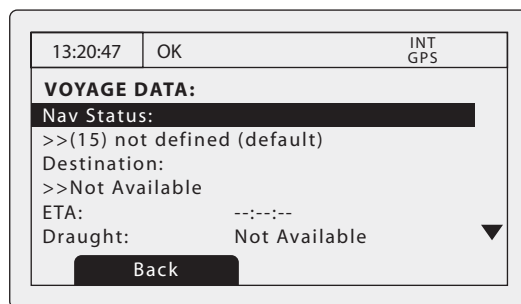 13:20:47 OK INT
GPS
VOYAGE DATA:
Nav Status:
>>(15) not defined (default)
Destination:
>>Not Available
ETA: --:--:--
Draught: Not Available
Back